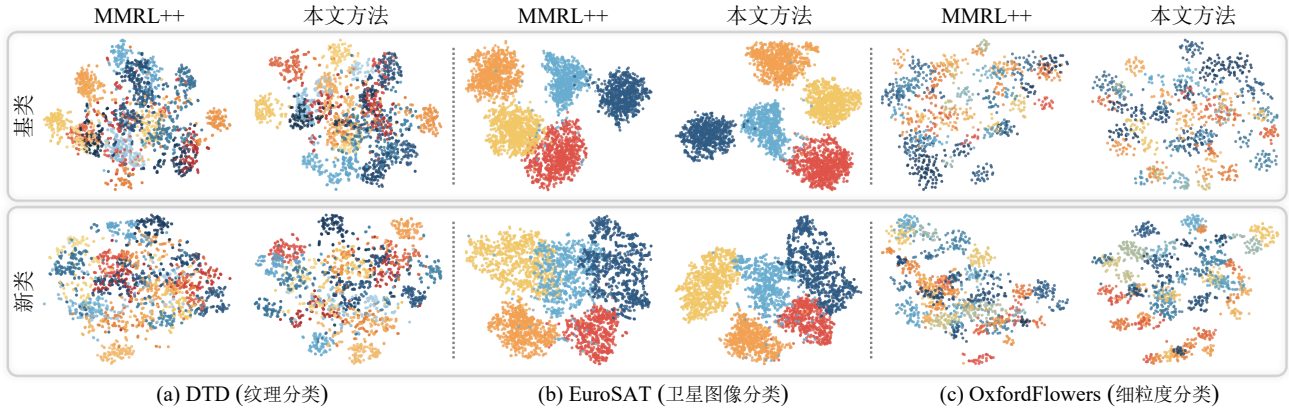 MMRL++ 本文方法 MMRL++ 本文方法 MMRL++ 本文方法
基类
新类
(a) DTD (纹理分类) (b) EuroSAT (卫星图像分类) (c) OxfordFlowers (细粒度分类)